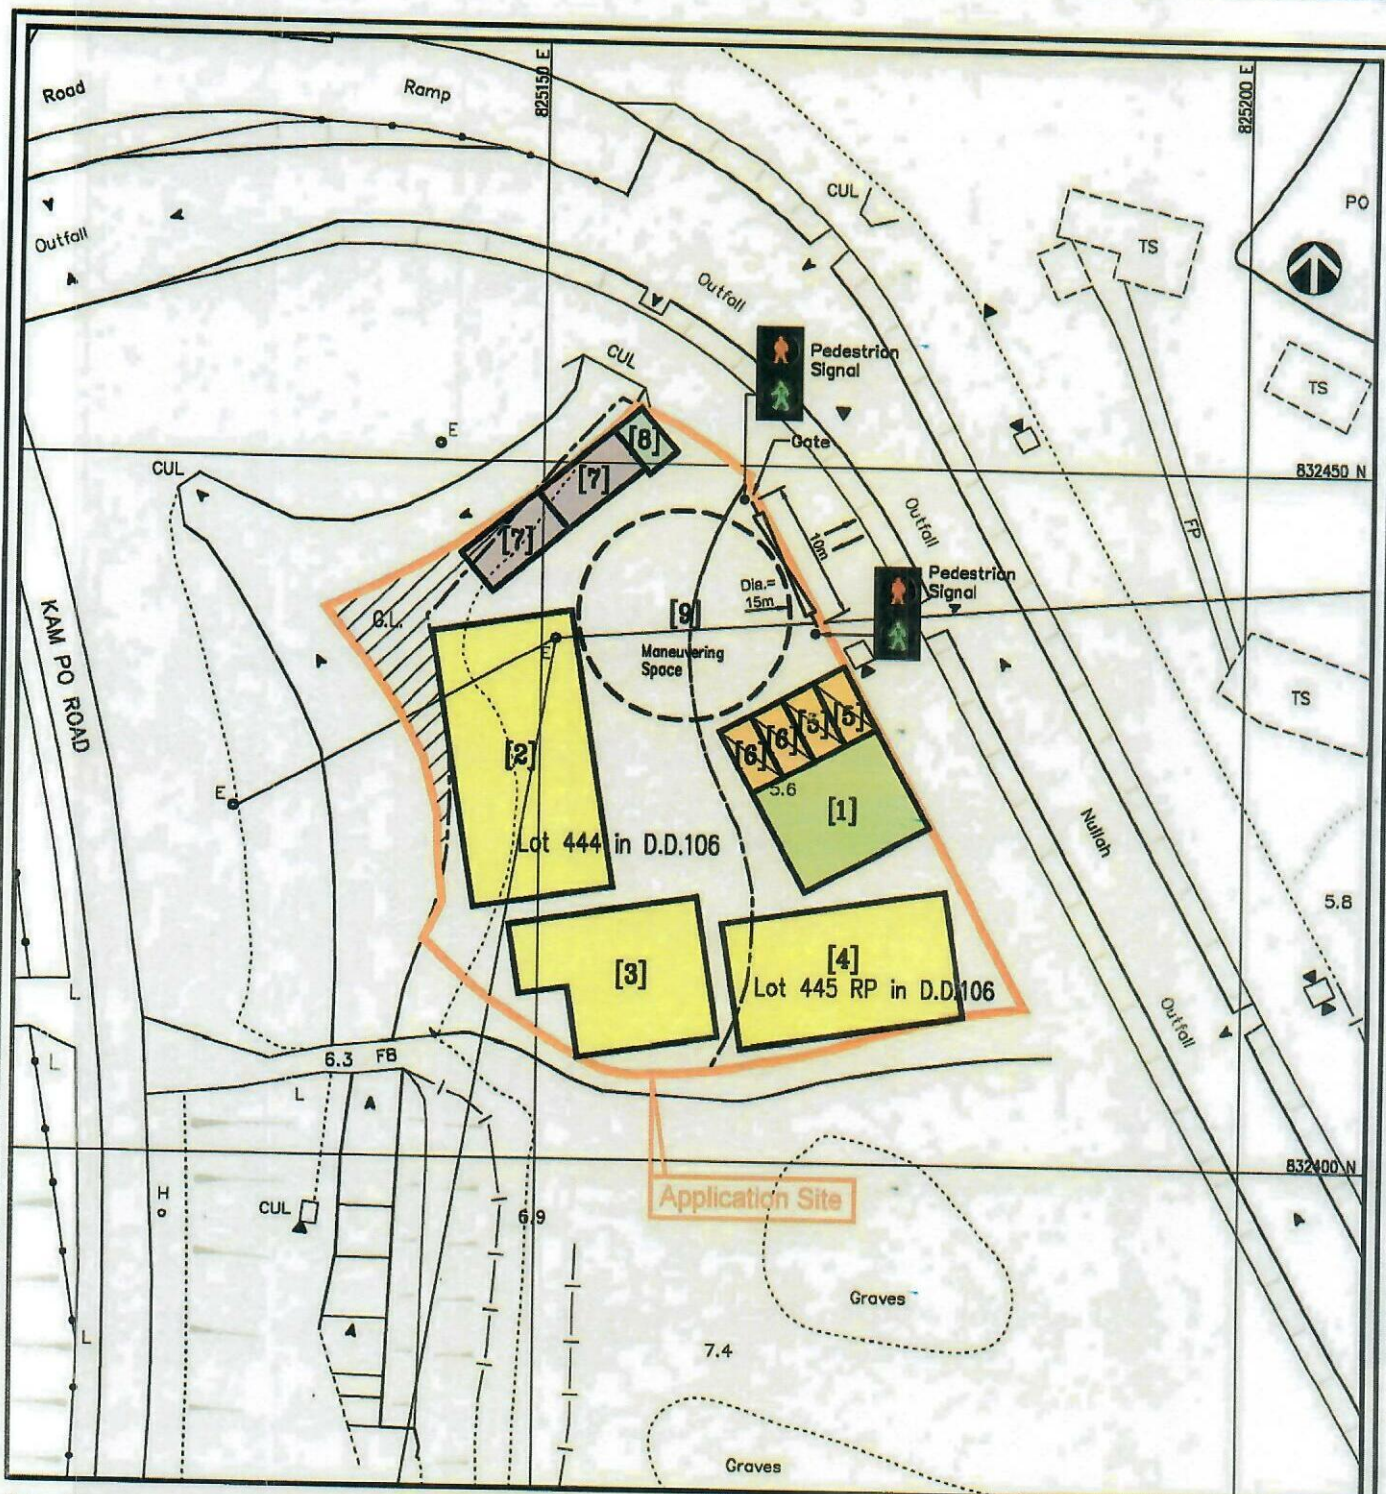 825150 E
825200 E
Road
Ramp
CUL
PO
Outfall
TS
Outfall
Pedestrian
Signal
CUL
TS
E
[8]
Gate
832450 N
CUL
[7]
Outfall
FP
[7]
10m
Pedestrian
Signal
Dia.=
15m
[9]
G.L.
KAM PO ROAD
E
Maneuvering
Space
TS
[5]
[5]
[6]
[6]
[2]
E
5.6
[1]
Nullah
Lot 444 in D.D.106
5.8
[3]
[4]
Lot 445 RP in D.D.106
L
Outfall
L
6.3
FB
L
832400 N
H
CUL
Application Site
6.9
Graves
L
7.4
Graves